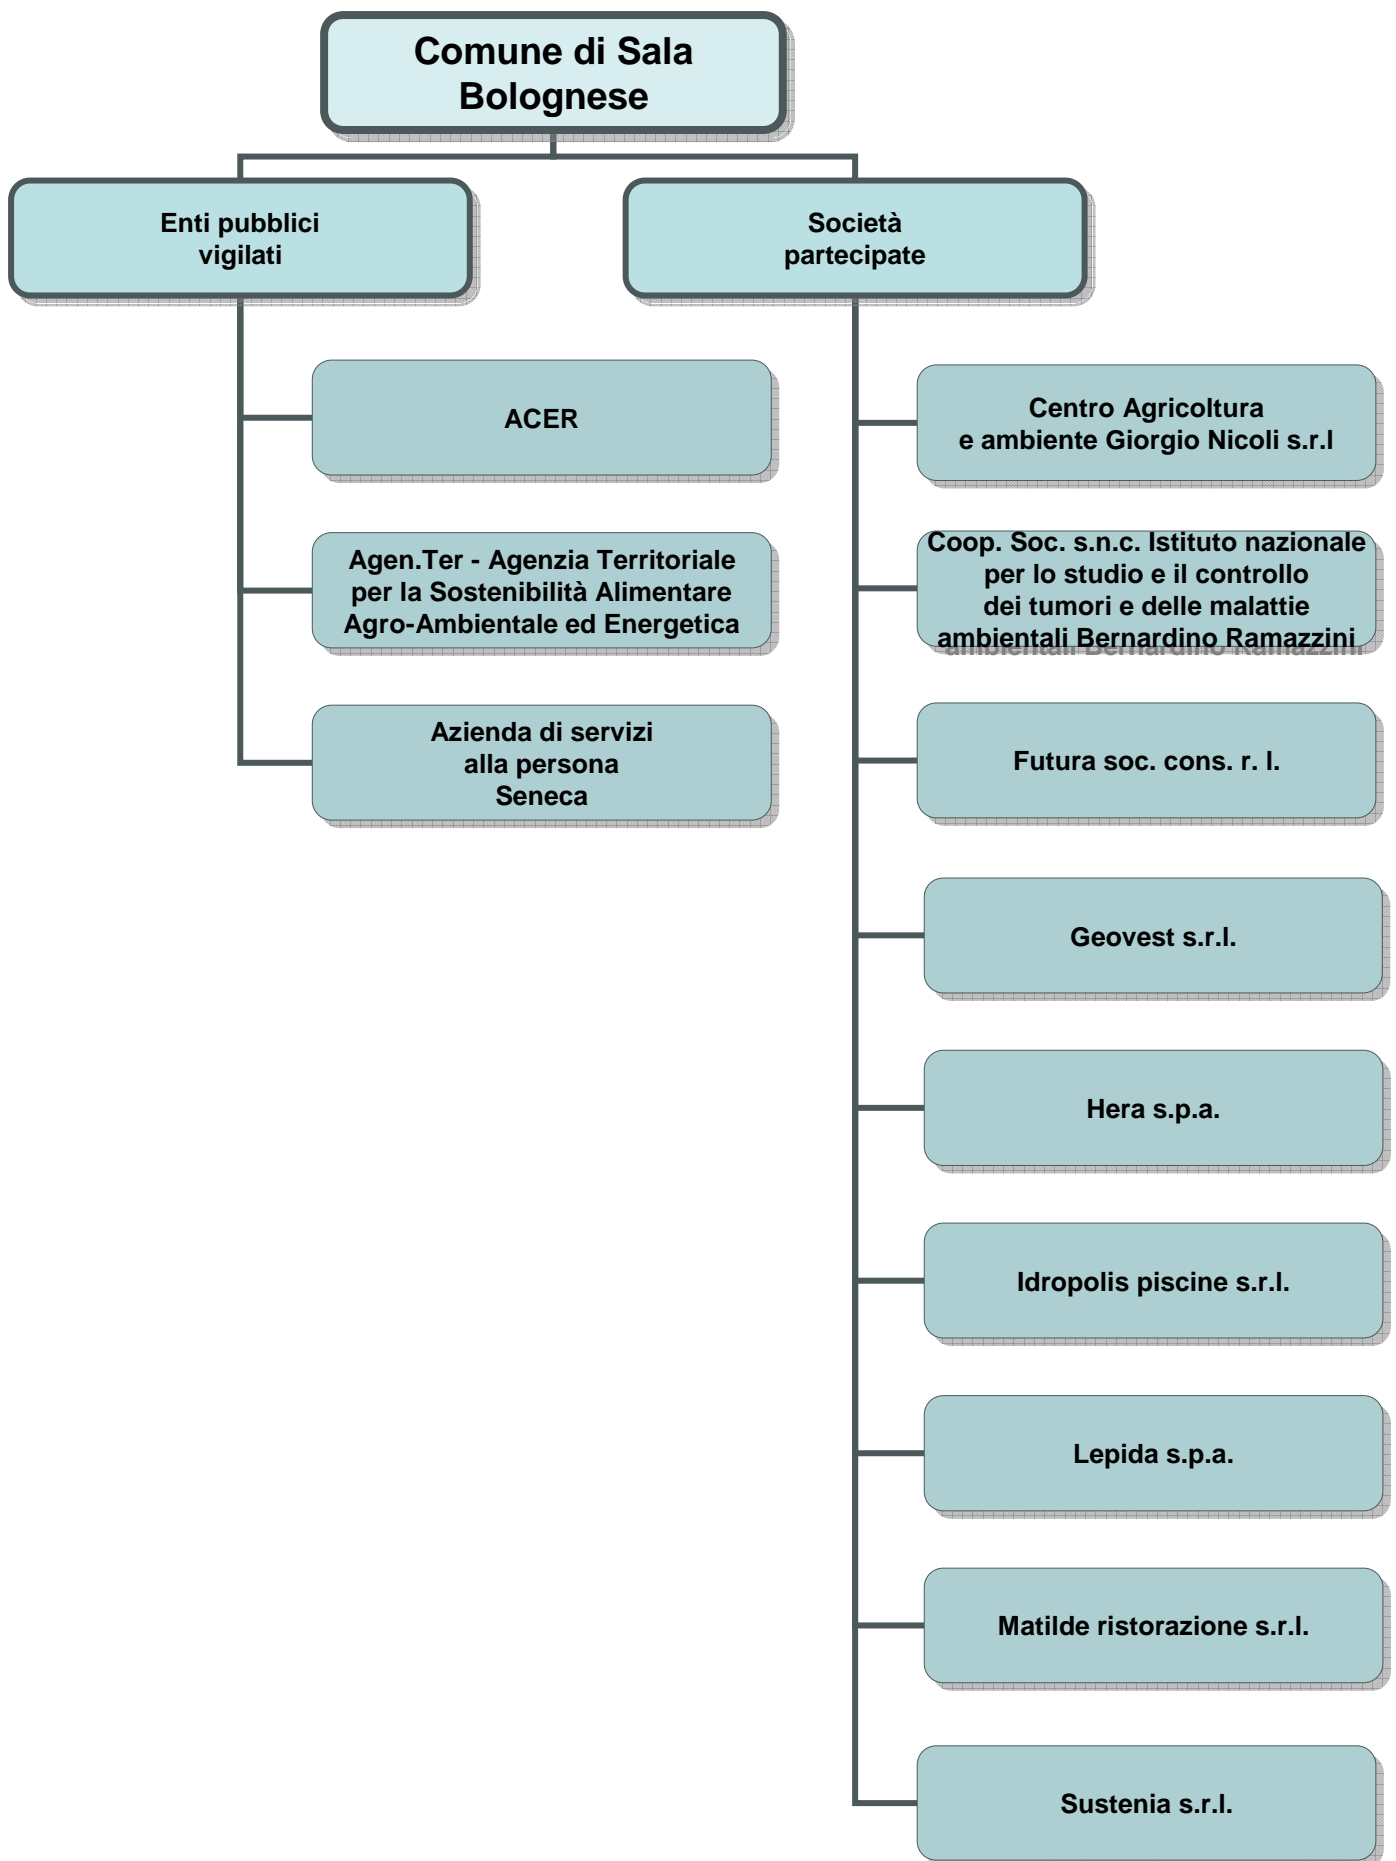 Comune di Sala
Bolognese
Enti pubblici
vigilati
Società
partecipate
ACER
Agen.Ter - Agenzia Territoriale
per la Sostenibilità Alimentare
Agro-Ambientale ed Energetica
Azienda di servizi
alla persona
Seneca
Centro Agricoltura
e ambiente Giorgio Nicoli s.r.l
Coop. Soc. s.n.c. Istituto nazionale
per lo studio e il controllo
dei tumori e delle malattie
ambientali Bernardino Ramazzini
Futura soc. cons. r. l.
Geovest s.r.l.
Hera s.p.a.
Idropolis piscine s.r.l.
Lepida s.p.a.
Matilde ristorazione s.r.l.
Sustenia s.r.l.